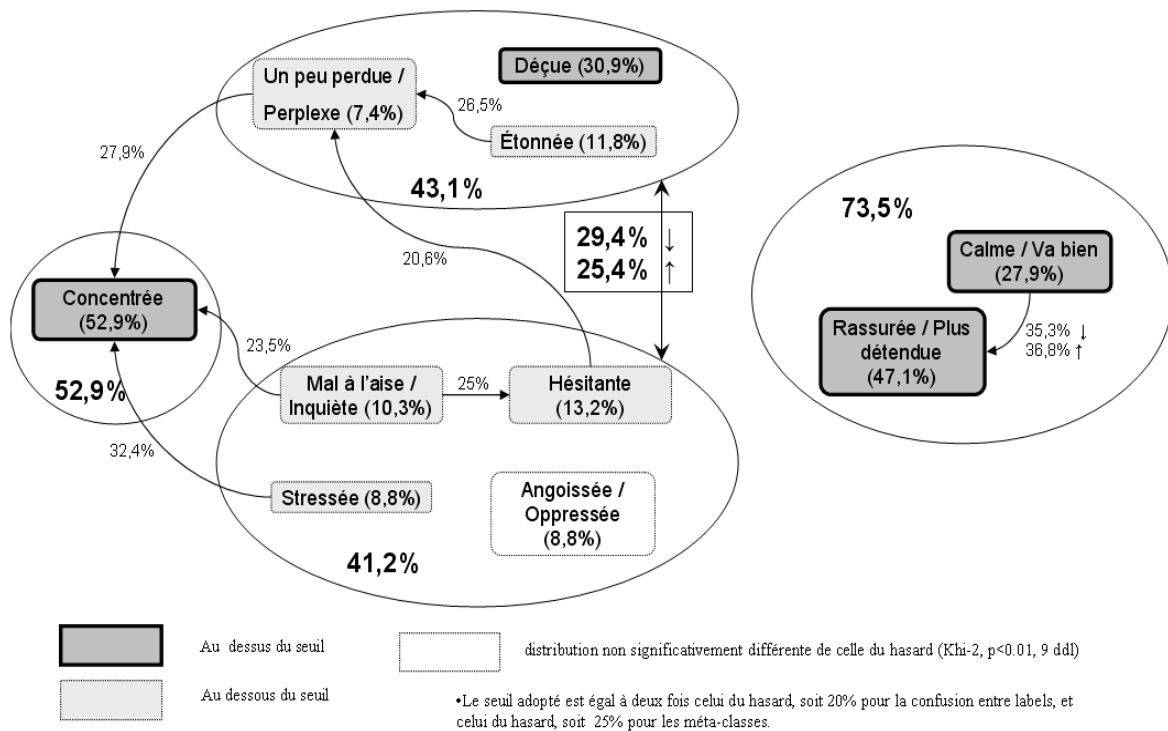 Un peu perdue /
Perplexe (7,4%)
Déçue (30,9%)
26,5%
Étonnée (11,8%)
27,9%
43,1%
73,5%
29,4% ↓
25,4% ↑
Calme / Va bien
(27,9%)
20,6%
Concentrée
(52,9%)
Rassurée / Plus
détendue
(47,1%)
35,3% ↓
36,8% ↑
23,5%
52,9%
Mal à l'aise /
Inquiète (10,3%)
25%
Hésitante
(13,2%)
32,4%
Stressée (8,8%)
Angoissée /
Oppressée
(8,8%)
41,2%
Au dessus du seuil
distribution non significativement différente de celle du hasard (Khi-2, p<0.01, 9 ddl)
Au dessous du seuil
•Le seuil adopté est égal à deux fois celui du hasard, soit 20% pour la confusion entre labels, et
celui du hasard, soit 25% pour les méta-classes.